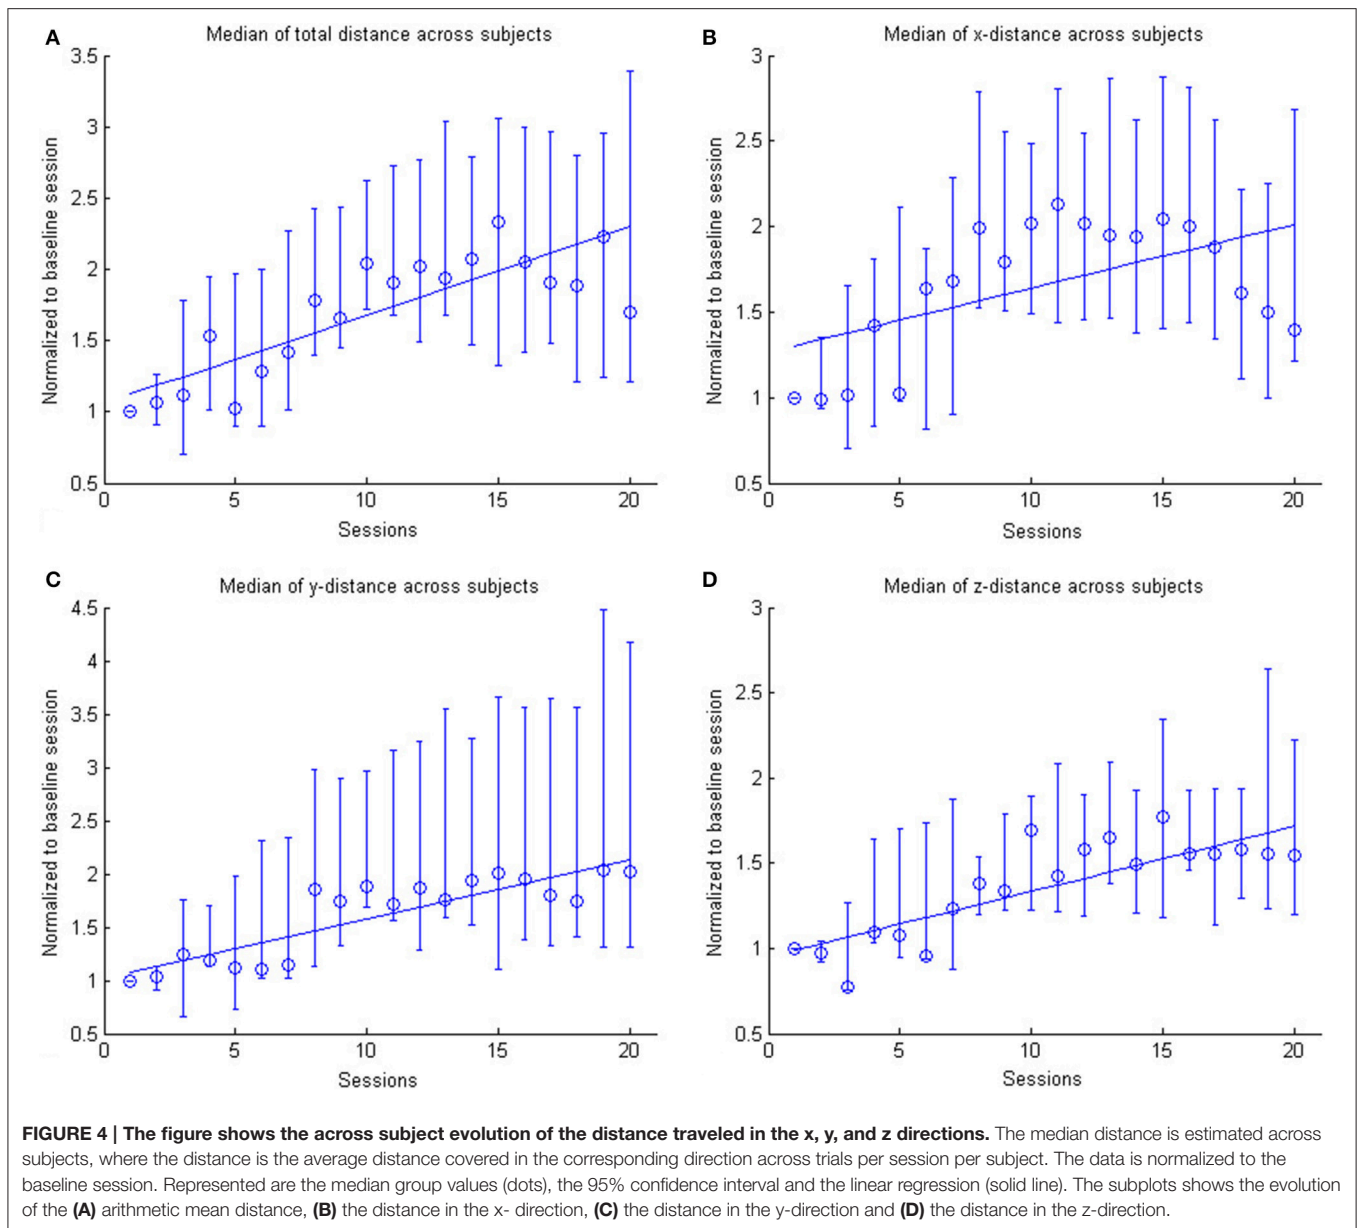 A
Median of total distance across subjects
3.5
3
2.5
2
1.5
1
0.5
Normalized to baseline session
0 5 10 15 20
Sessions
B
Median of x-distance across subjects
3
2.5
2
1.5
1
0.5
Normalized to baseline session
0 5 10 15 20
Sessions
C
Median of y-distance across subjects
4.5
4
3.5
3
2.5
2
1.5
1
0.5
Normalized to baseline session
0 5 10 15 20
Sessions
D
Median of z-distance across subjects
3
2.5
2
1.5
1
0.5
Normalized to baseline session
0 5 10 15 20
Sessions
FIGURE 4 | The figure shows the across subject evolution of the distance traveled in the x, y, and z directions. The median distance is estimated across
subjects, where the distance is the average distance covered in the corresponding direction across trials per session per subject. The data is normalized to the
baseline session. Represented are the median group values (dots), the 95% confidence interval and the linear regression (solid line). The subplots shows the evolution
of the (A) arithmetic mean distance, (B) the distance in the x- direction, (C) the distance in the y-direction and (D) the distance in the z-direction.